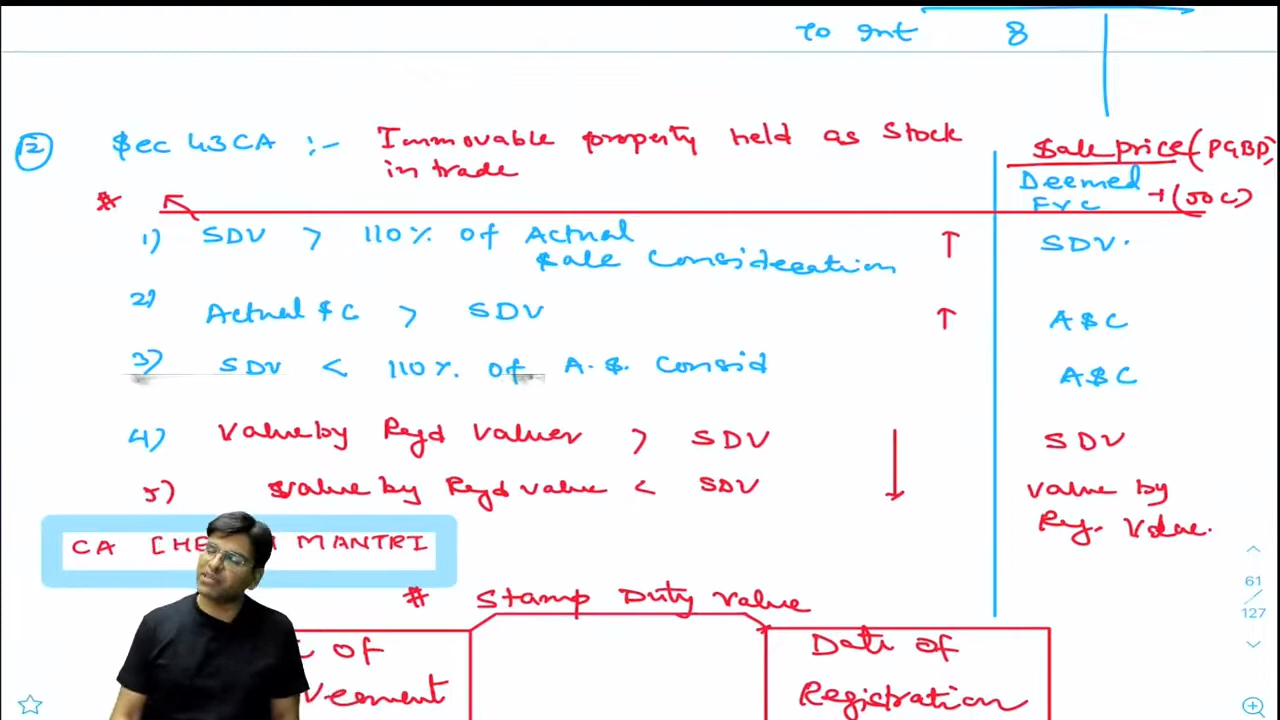 To Int 8
12 Sec 43CA :- Immovable property held as Stock
in trade
Sale price (PGBP)
Deemed
FVC + (50C)
1) SDV > 110% Of Actual
Sale Consideration ↑ SDV.
2) Actual SC > SDV ↑ ASC
3) SDV < 110%. Of A. S. Consid ASC
4) Value by Regd Valuer > SDV SDV
5) Value by Regd value < SDV Value by
Reg. Value.
CA MANTRI
# Stamp Duty Value
Of Date Of
Registration
61
/
127